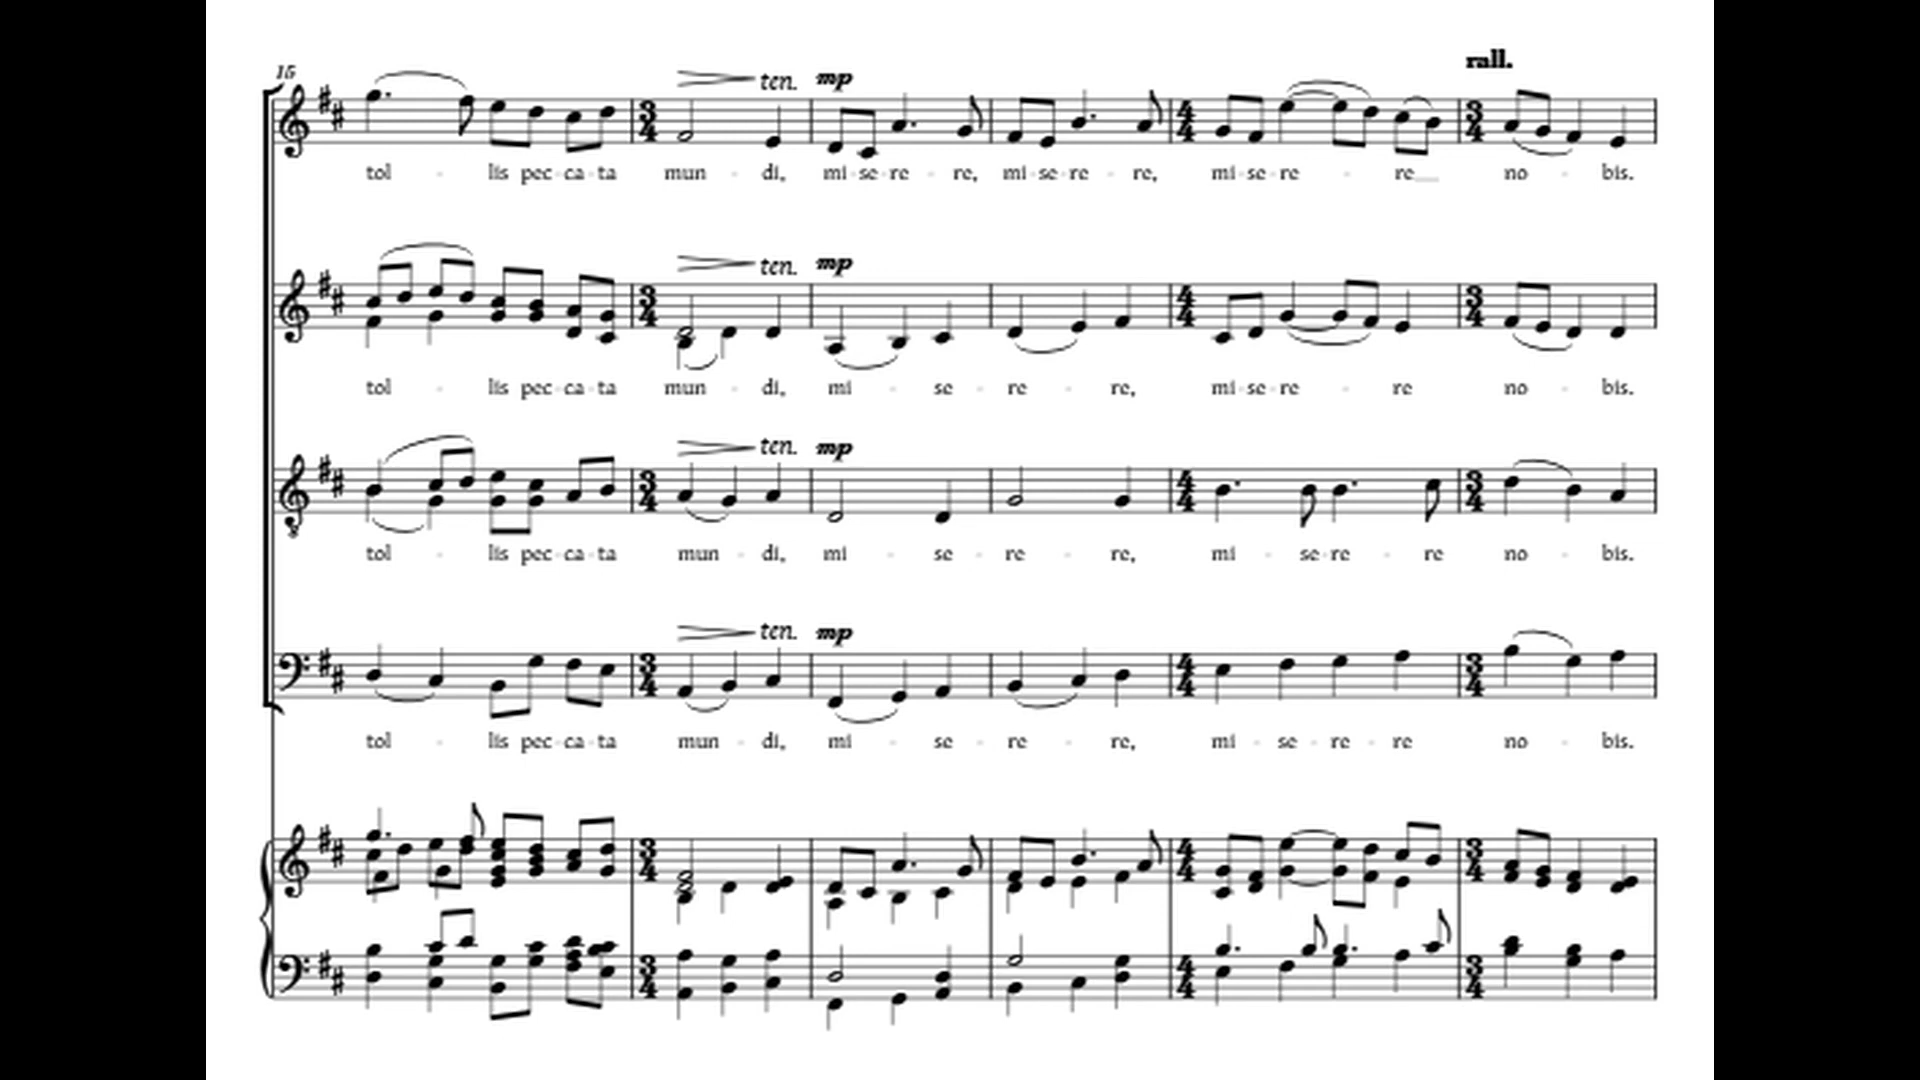 rall.
15
ten. mp
tol - lis pec - ca - ta mun - di, mi - se - re - re, mi - se - re - re, mi - se - re - re__ no - bis.
ten. mp
tol - lis pec - ca - ta mun - di, mi - se - re - re, mi - se - re - re no - bis.
ten. mp
tol - lis pec - ca - ta mun - di, mi - se - re - re, mi - se - re - re no - bis.
ten. mp
tol - lis pec - ca - ta mun - di, mi - se - re - re, mi - se - re - re no - bis.